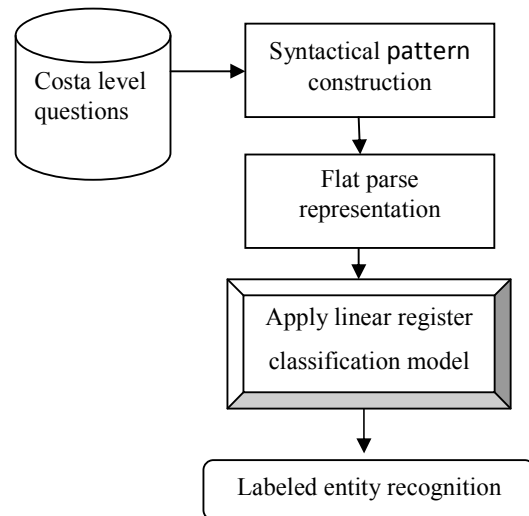 Costa level
questions
Syntactical pattern
construction
Flat parse
representation
Apply linear register
classification model
Labeled entity recognition